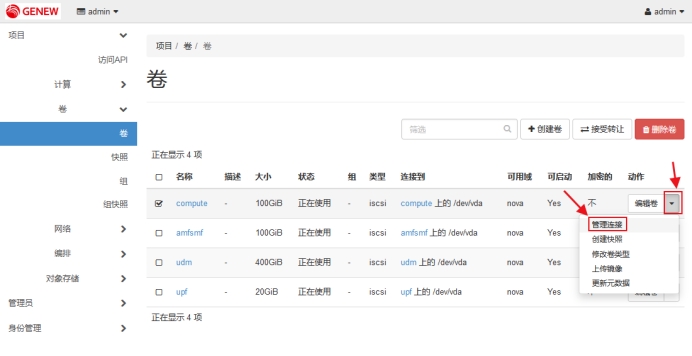 GENEW admin admin
项目
访问API
计算
卷
卷
快照
组
组快照
网络
编排
对象存储
管理员
身份管理
项目 / 卷 / 卷
卷
筛选 创建卷 接受转让 删除卷
正在显示 4 项
名称 描述 大小 状态 组 类型 连接到 可用域 可启动 加密的 动作
compute - 100GiB 正在使用 - iscsi compute 上的 /dev/vda nova Yes 不 编辑卷
amfsmf - 100GiB 正在使用 - iscsi amfsmf 上的 /dev/vda nova Yes
udm - 400GiB 正在使用 - iscsi udm 上的 /dev/vda nova Yes
upf - 20GiB 正在使用 - iscsi upf 上的 /dev/vda nova Yes
管理连接
创建快照
修改卷类型
上传镜像
更新元数据
正在显示 4 项